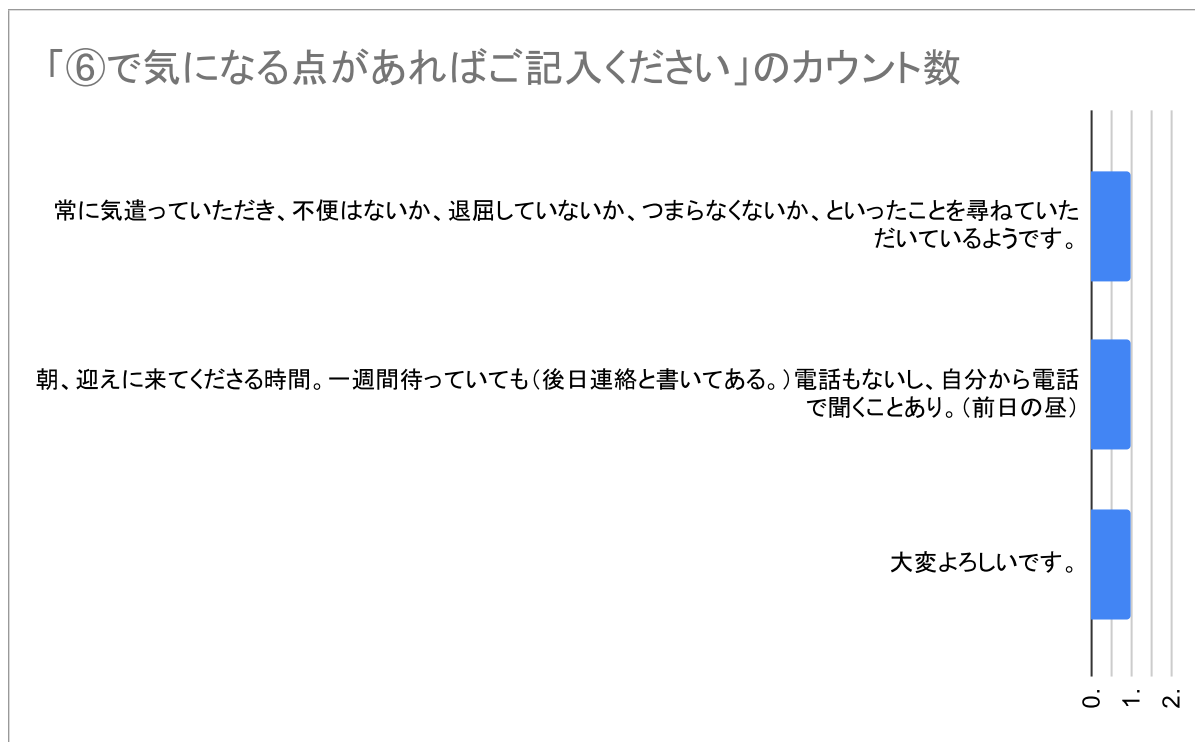 「⑥で気になる点があればご記入ください」のカウント数
常に気遣っていただき、不便はないか、退屈していないか、つまらなくないか、といったことを尋ねていた
だいているようです。
朝、迎えに来てくださる時間。一週間待っていても(後日連絡と書いてある。)電話もないし、自分から電話
で聞くことあり。(前日の昼)
大変よろしいです。
0.
1.
2.